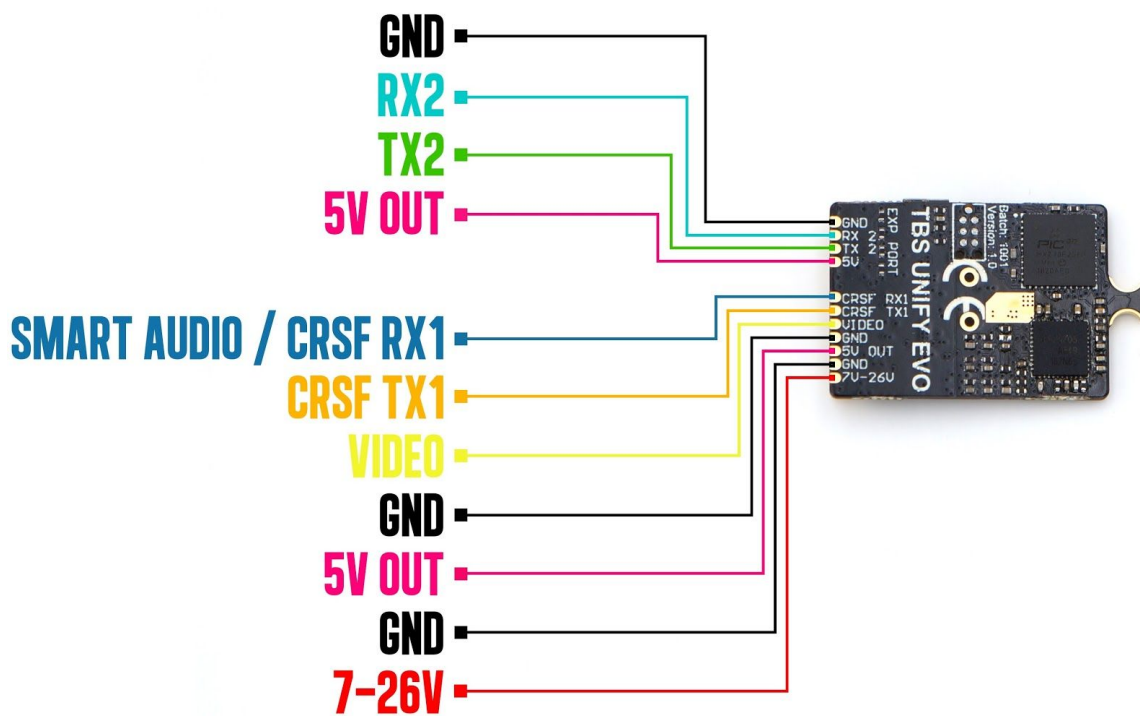 GND
RX2
TX2
5V OUT
SMART AUDIO / CRSF RX1
CRSF TX1
VIDEO
GND
5V OUT
GND
7-26V
GND
RX 2
TX 2
5V
EXP PORT
CRSF RX1
CRSF TX1
VIDEO
GND
5V OUT
GND
7V-26V
TBS UNIFY EVO
Batch: 1001
Version: 1.0
CE
PIC